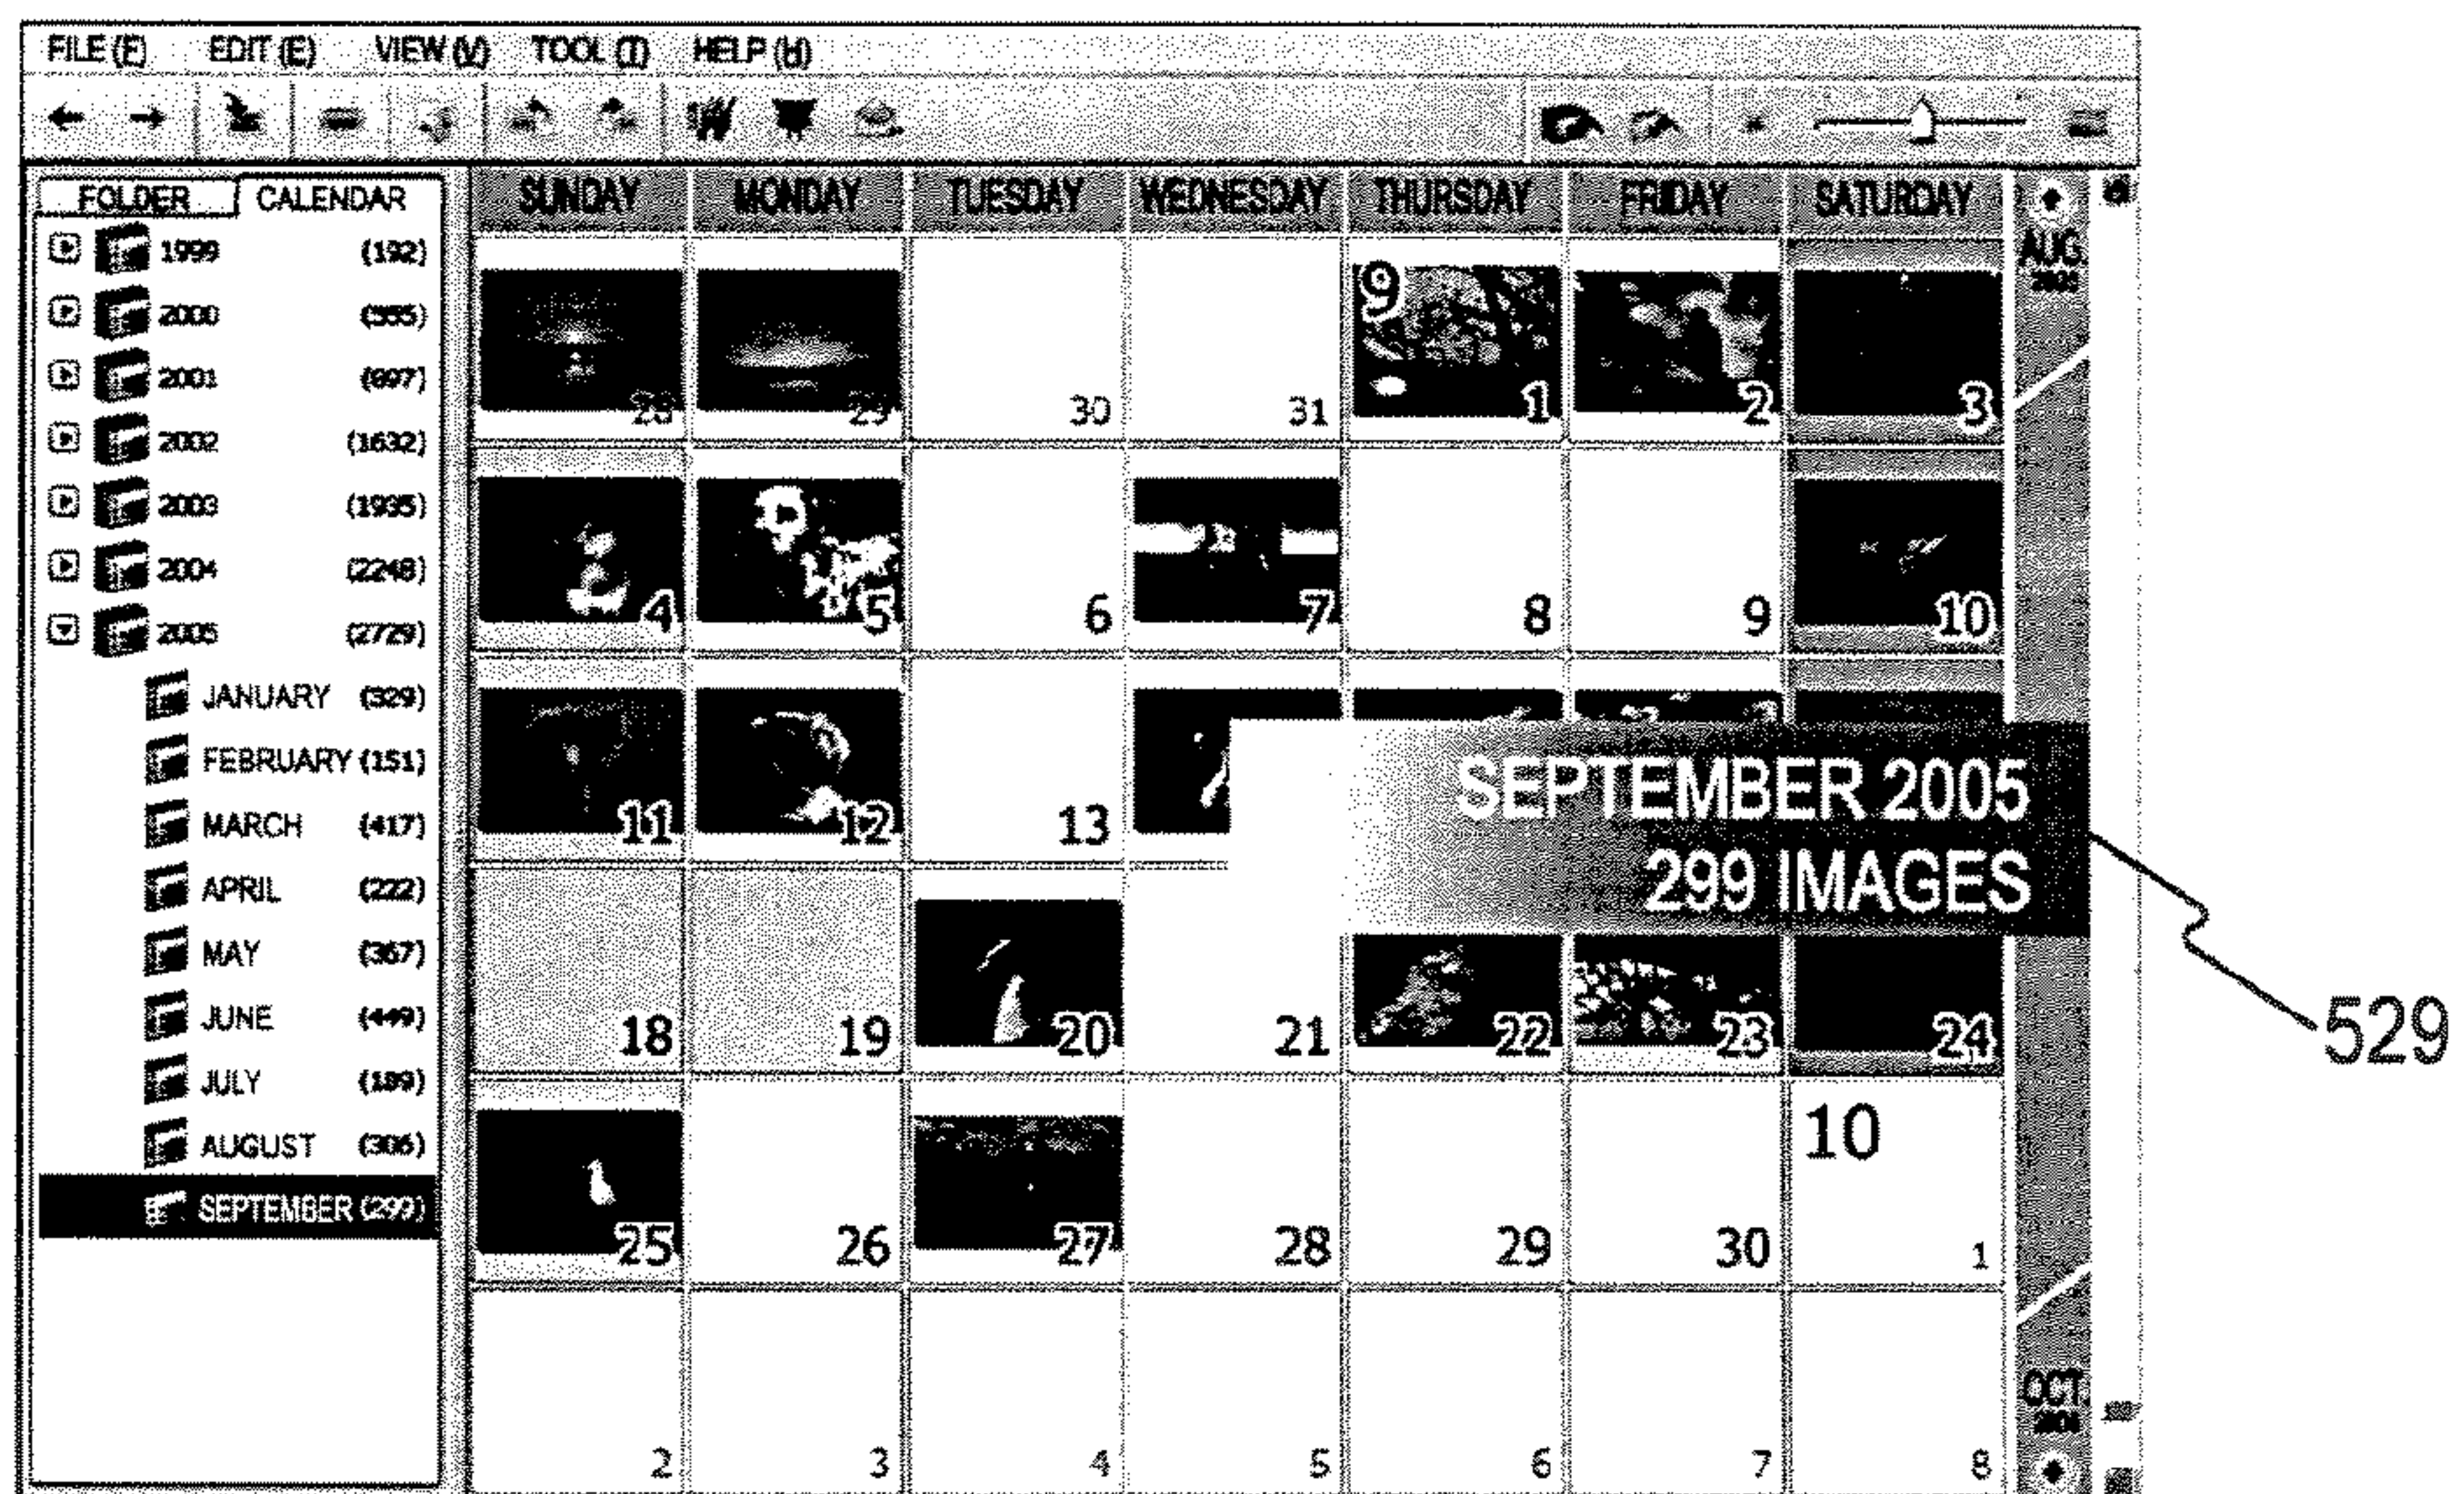 FILE (F) EDIT (E) VIEW (V) TOOL (T) HELP (H)
FOLDER CALENDAR
1999 (192)
2000 (555)
2001 (697)
2002 (1632)
2003 (1935)
2004 (2248)
2005 (2729)
JANUARY (329)
FEBRUARY (151)
MARCH (417)
APRIL (222)
MAY (367)
JUNE (449)
JULY (189)
AUGUST (306)
SEPTEMBER (299)
SUNDAY MONDAY TUESDAY WEDNESDAY THURSDAY FRIDAY SATURDAY
9
28 29 30 31 1 2 3
4 5 6 7 8 9 10
11 12 13
SEPTEMBER 2005
299 IMAGES
18 19 20 21 22 23 24
10
25 26 27 28 29 30 1
2 3 4 5 6 7 8
AUG.
2005
OCT.
529